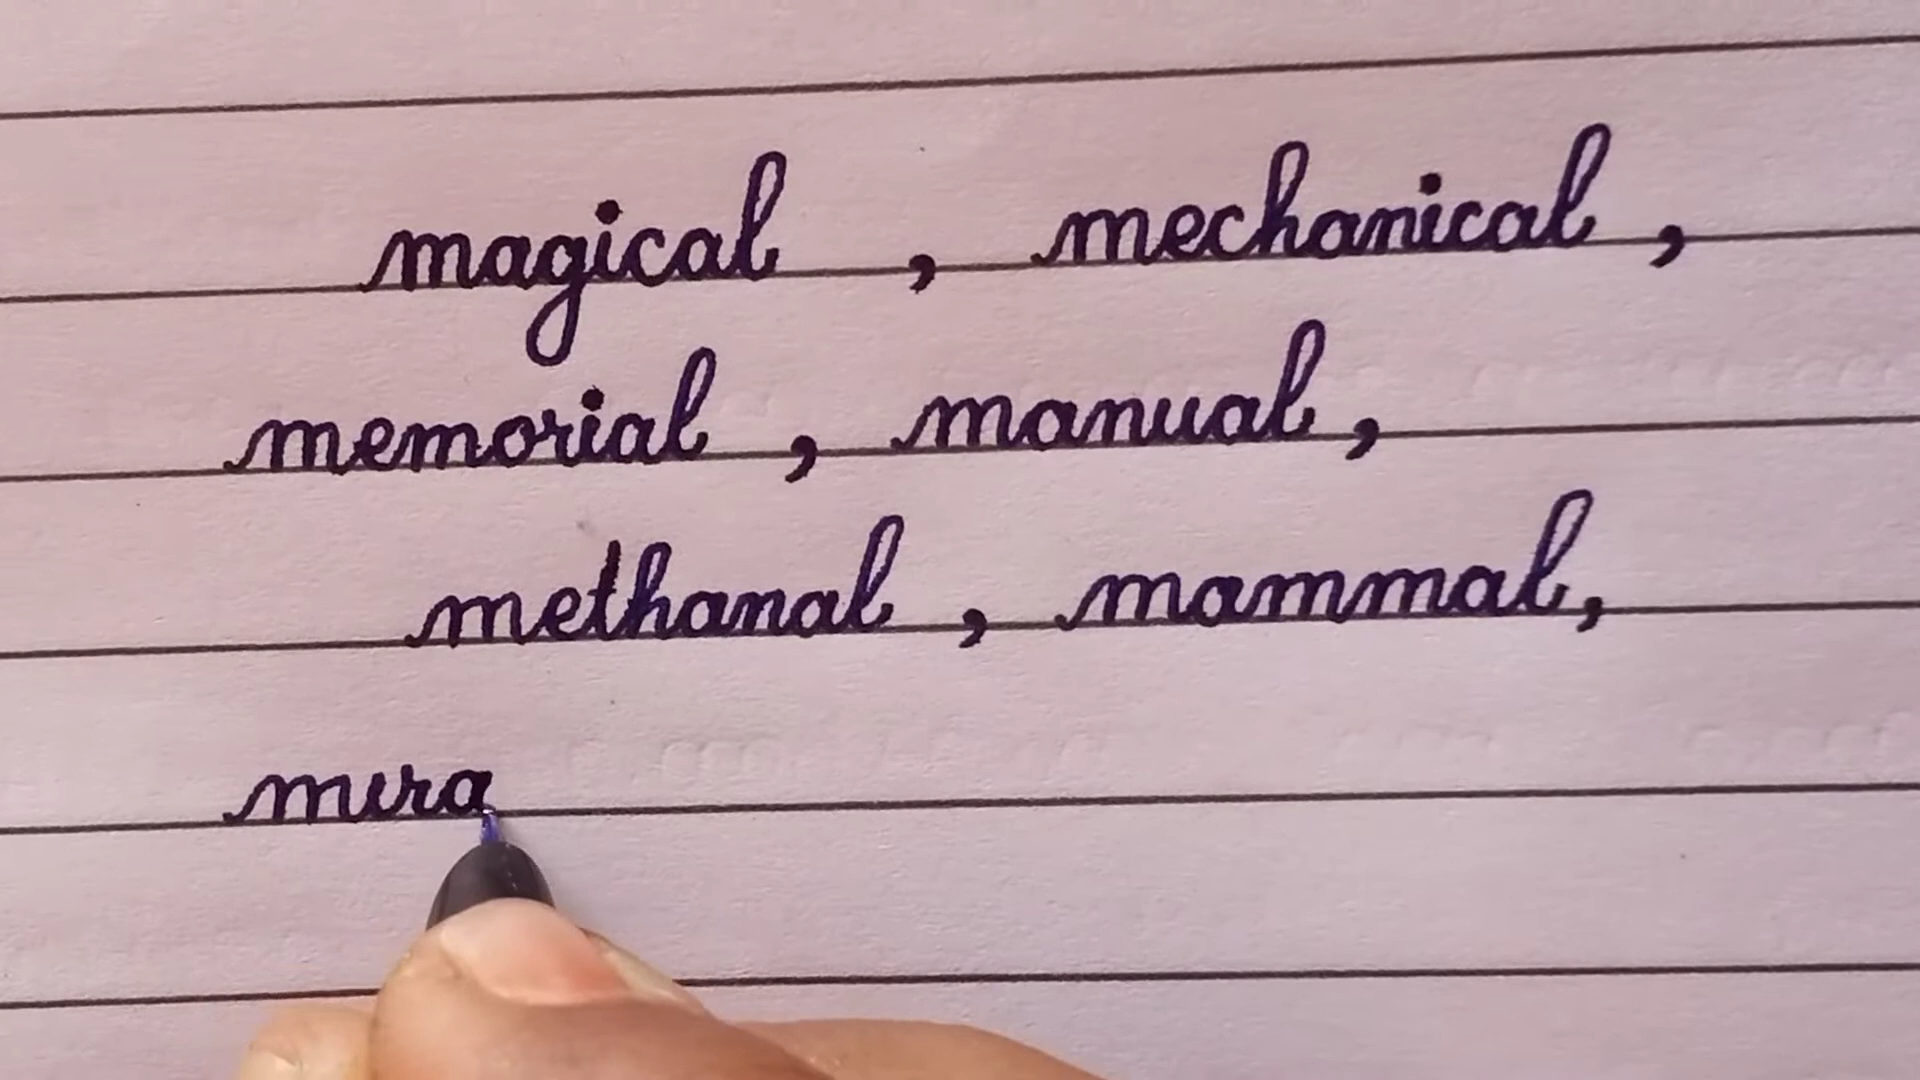 magical , mechanical ,
memorial , manual ,
methanal , mammal ,
mira